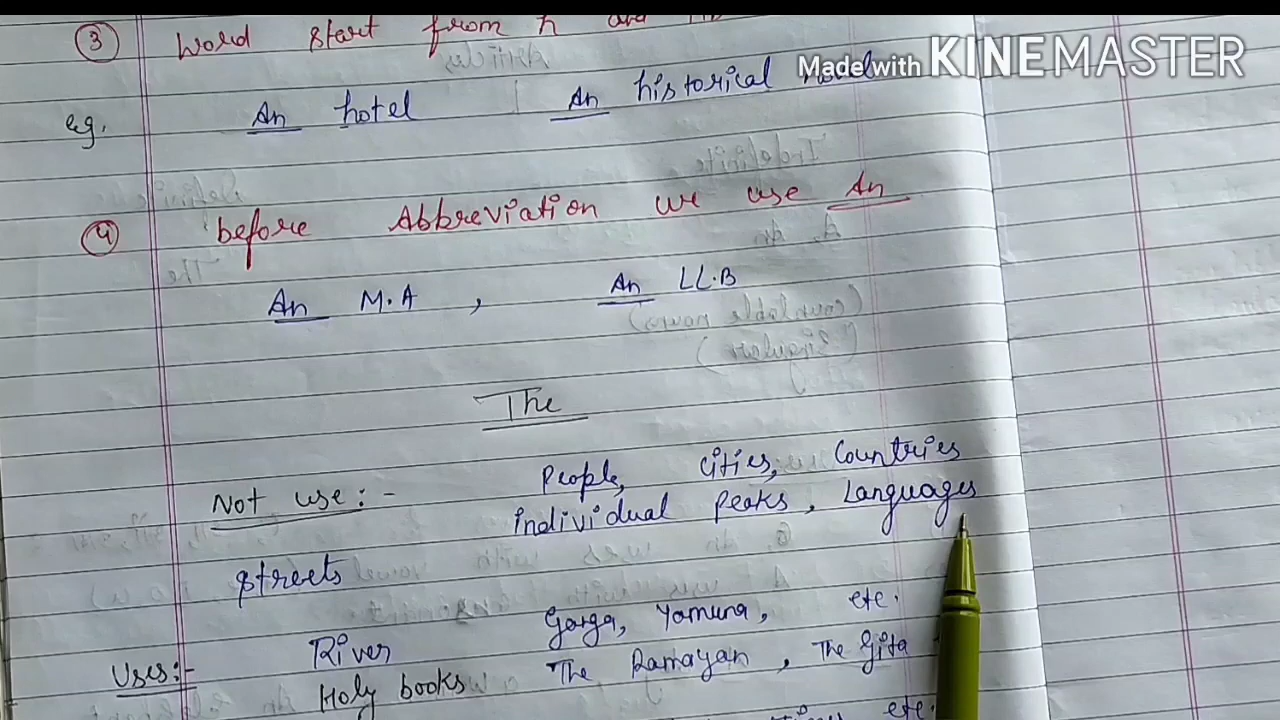 Made with KINEMASTER
③ Word start from h and
eg. An hotel | An historical novel
④ before Abbreviation we use An
An M.A , An LL.B
The
People, Cities, Countries
Not use:- individual Peaks, Languages
streets
Uses:- River Ganga, Yamuna, etc.
Holy books The Ramayan, The Gita
etc.